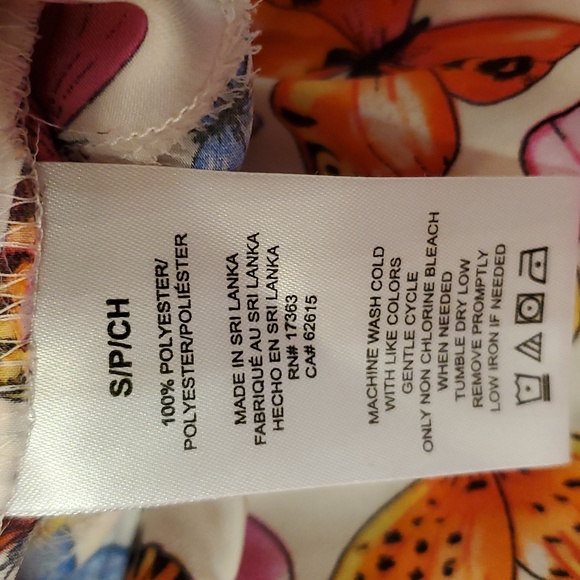 S/P/CH
100% POLYESTER/
POLYESTER/POLIÉSTER
MADE IN SRI LANKA
FABRIQUÉ AU SRI LANKA
HECHO EN SRI LANKA
RN# 17363
CA# 62615
MACHINE WASH COLD
WITH LIKE COLORS
GENTLE CYCLE
ONLY NON CHLORINE BLEACH
WHEN NEEDED
TUMBLE DRY LOW
REMOVE PROMPTLY
LOW IRON IF NEEDED